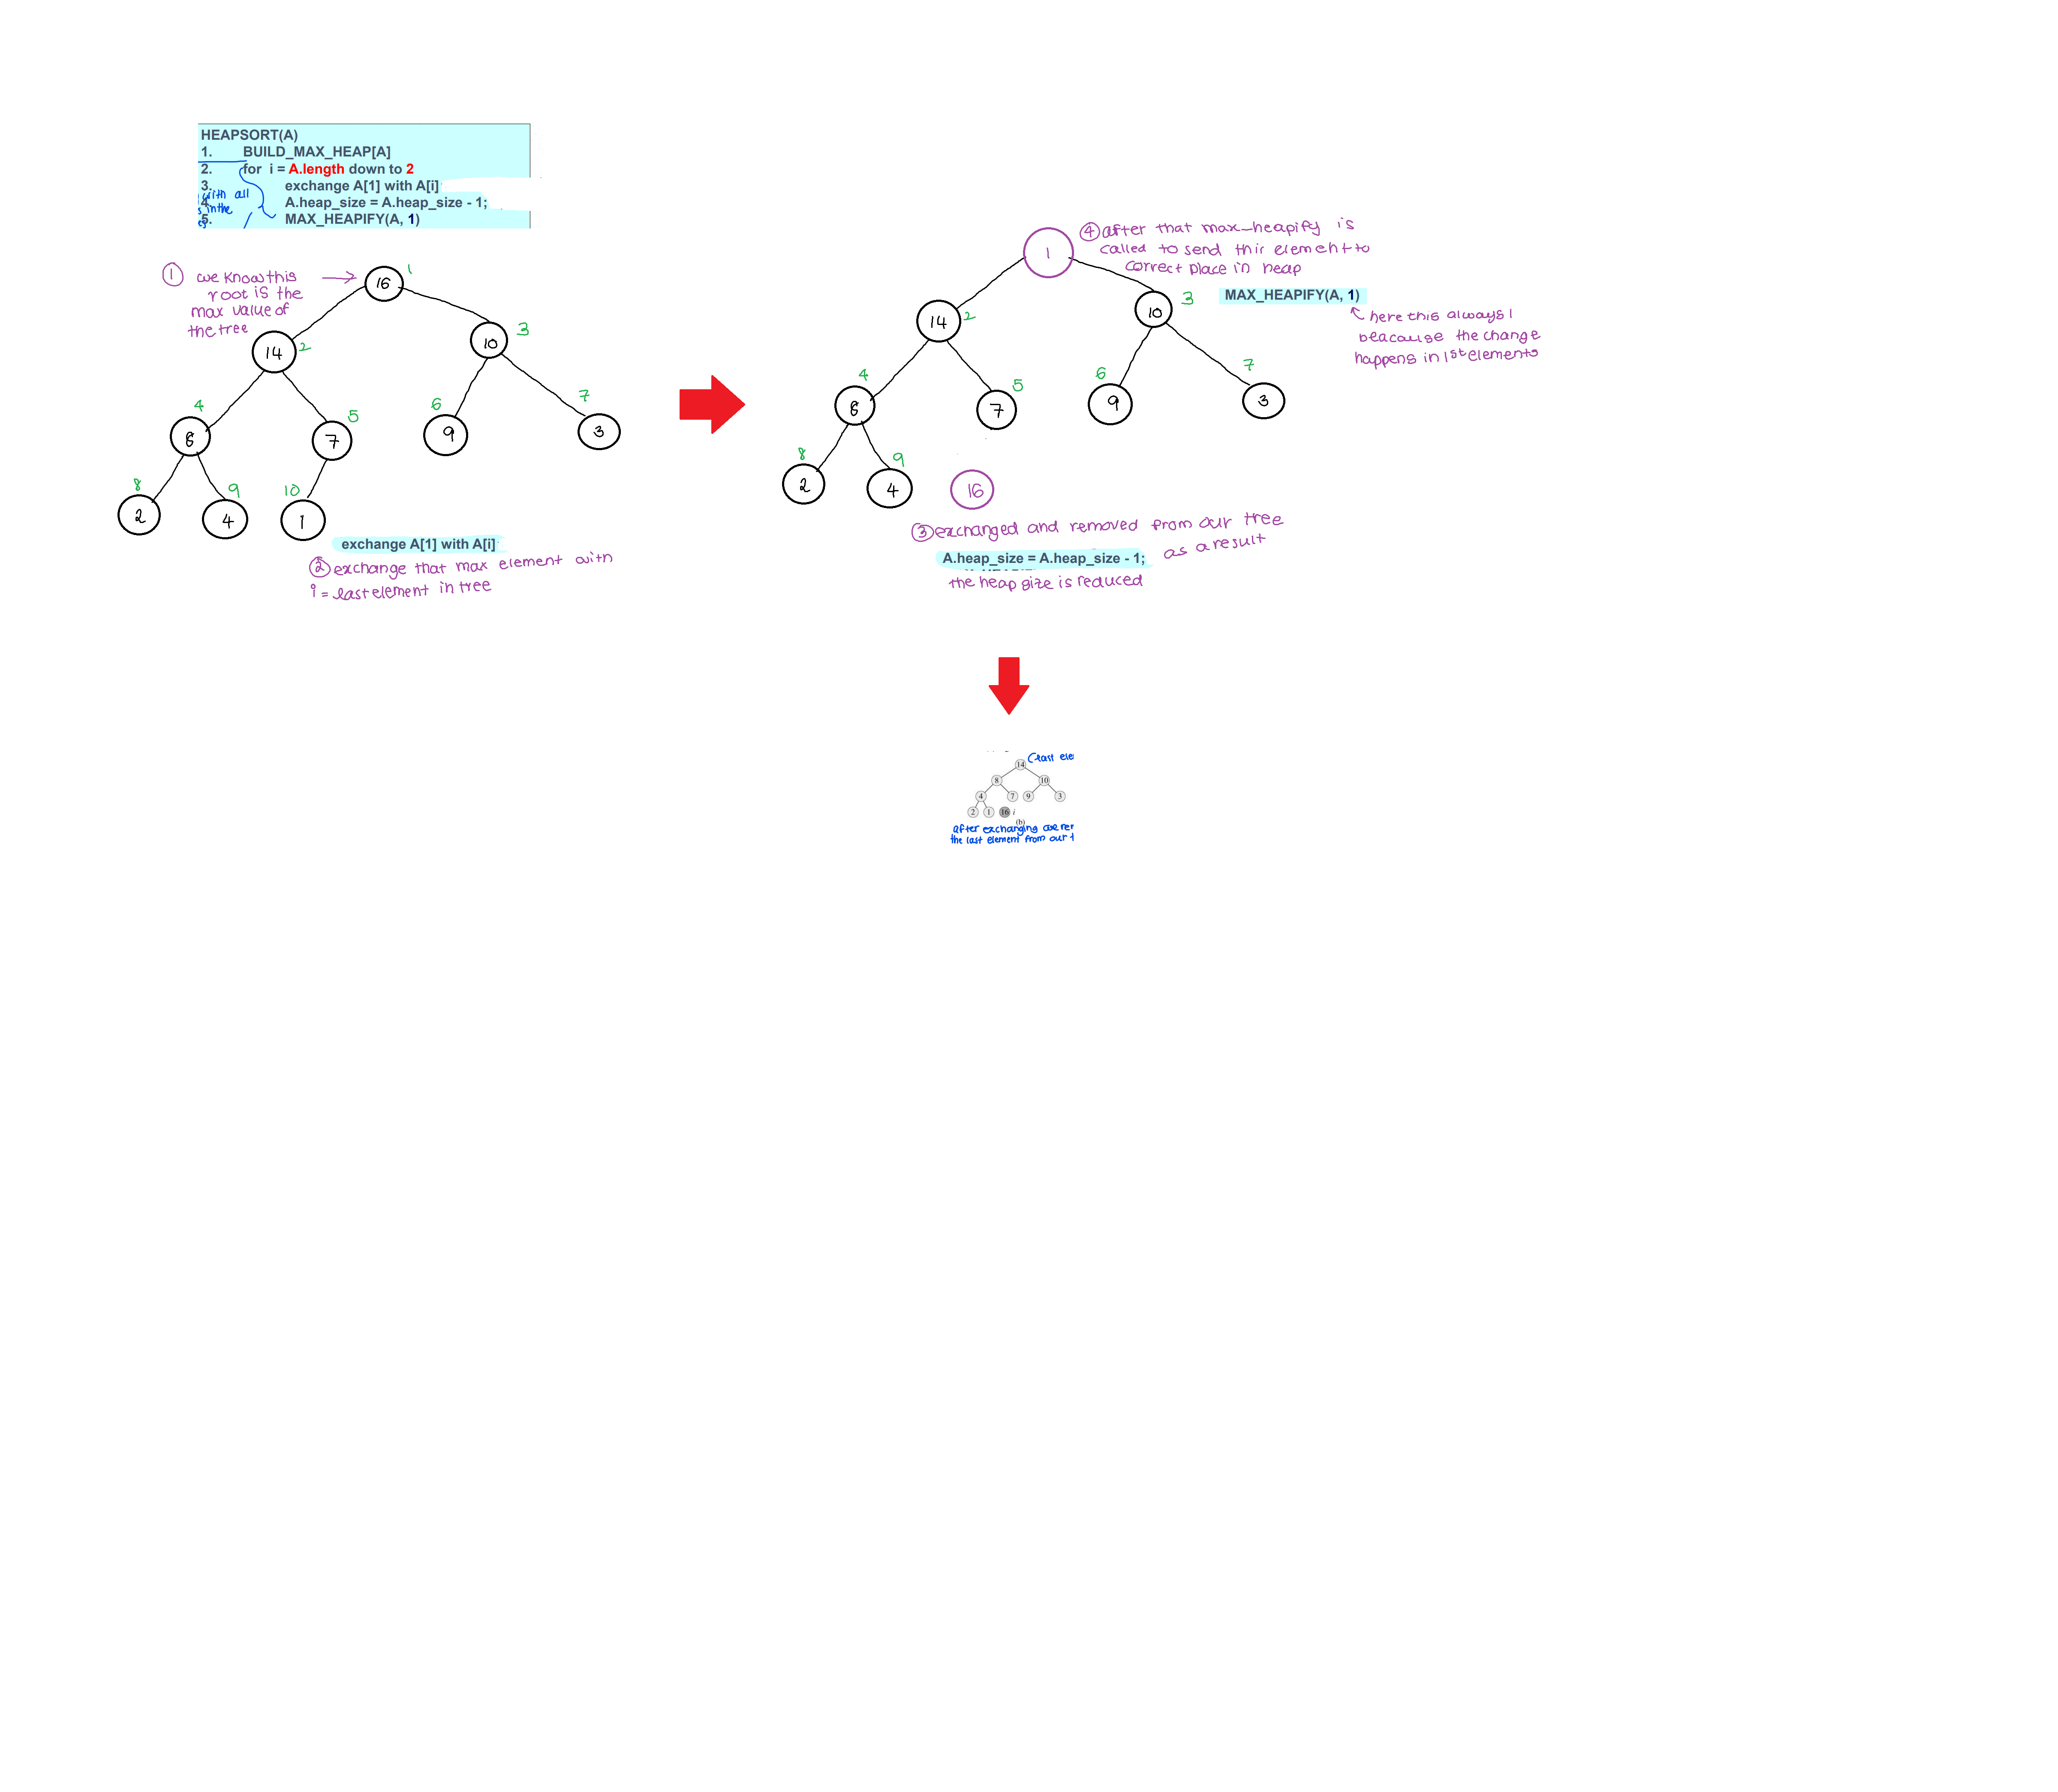 HEAPSORT(A)
1. BUILD_MAX_HEAP[A]
2. for i = A.length down to 2
3. exchange A[1] with A[i]
4. A.heap_size = A.heap_size - 1;
5. MAX_HEAPIFY(A, 1)
with all
in the
① we know this
root is the
max value of
the tree
16 1
14 2
10 3
4 5 6 7
8 7 9 3
8 9 10
2 4 1
exchange A[1] with A[i]
② exchange that max element with
i = last element in tree
1
④ after that max-heapify is
called to send this element to
correct place in heap
MAX_HEAPIFY(A, 1)
here this always 1
beacause the change
happens in 1st elements
14 2
10 3
4 5 6 7
8 7 9 3
8 9
2 4 16
③ exchanged and removed from our tree
as a result
A.heap_size = A.heap_size - 1;
the heap size is reduced
14
8 10
4 7 9 3
2 1 16 i
(b)
after exchanging we
the last element from our